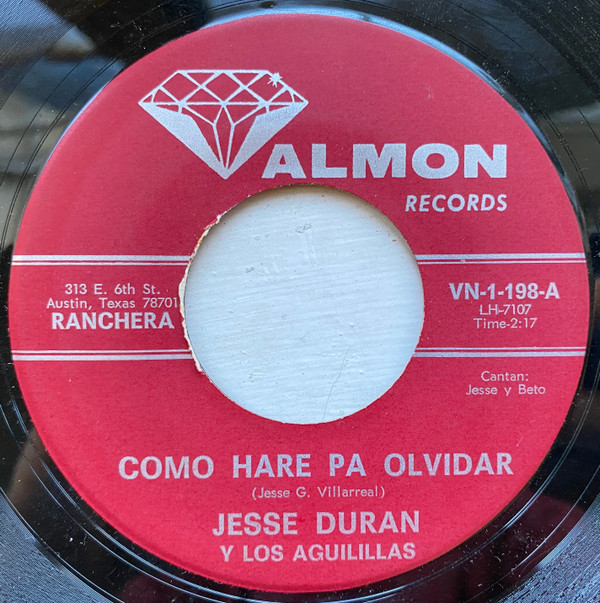 VALMON
RECORDS
313 E. 6th St.
Austin, Texas 78701
RANCHERA
VN-1-198-A
LH-7107
Time-2:17
Cantan:
Jesse y Beto
COMO HARE PA OLVIDAR
(Jesse G. Villarreal)
JESSE DURAN
Y LOS AGUILILLAS